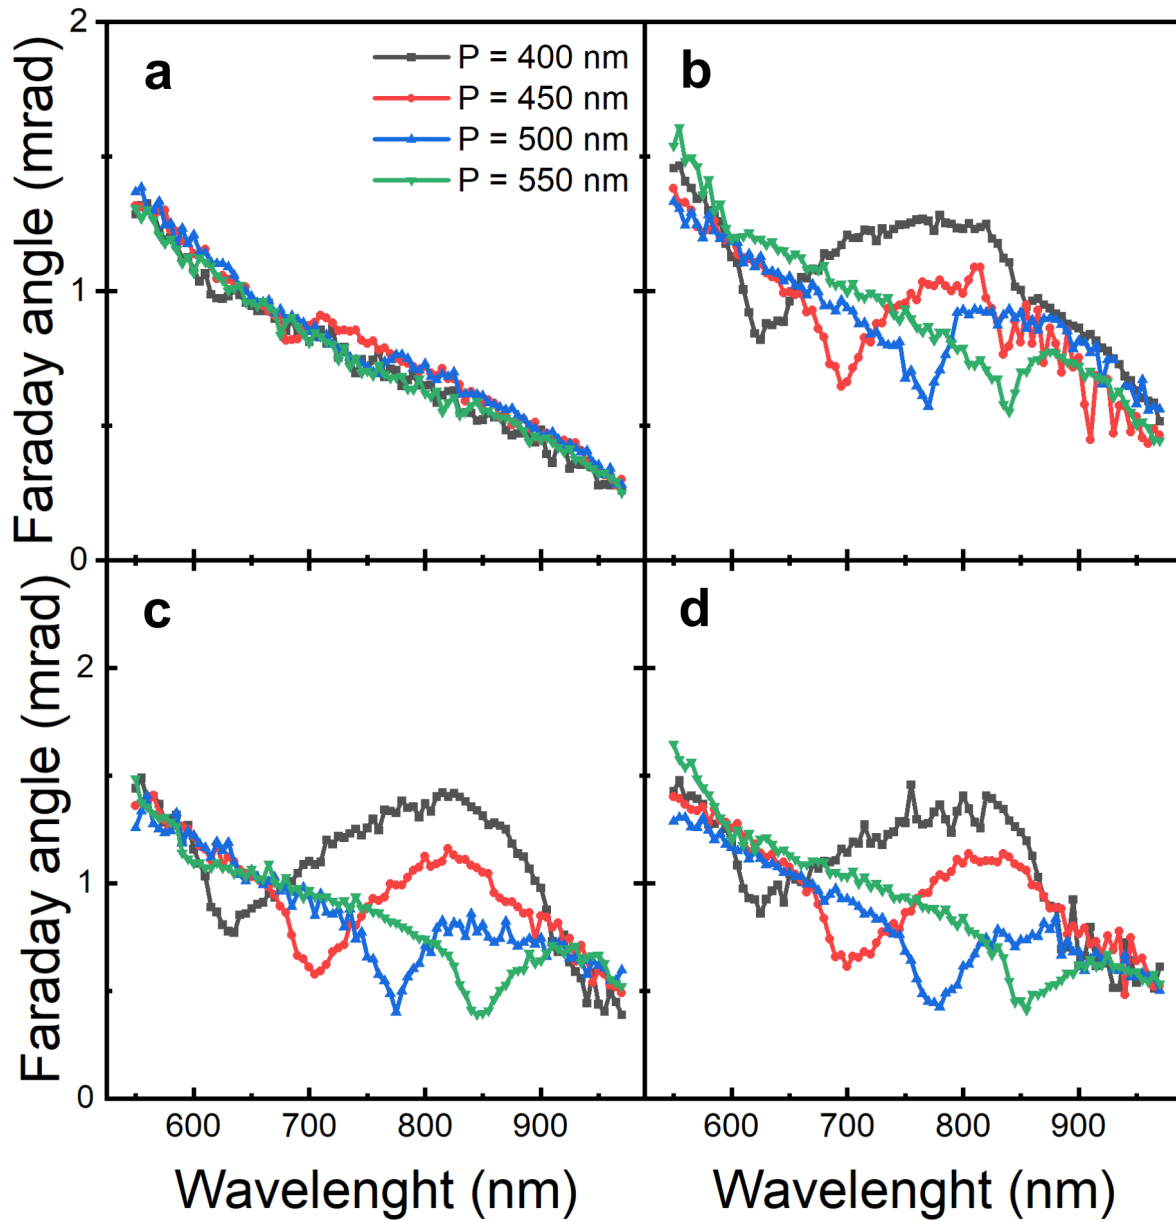 2
a
P = 400 nm
P = 450 nm
P = 500 nm
P = 550 nm
b
Faraday angle (mrad)
1
0
c
d
Faraday angle (mrad)
2
1
0
600 700 800 900
600 700 800 900
Wavelenght (nm)
Wavelenght (nm)